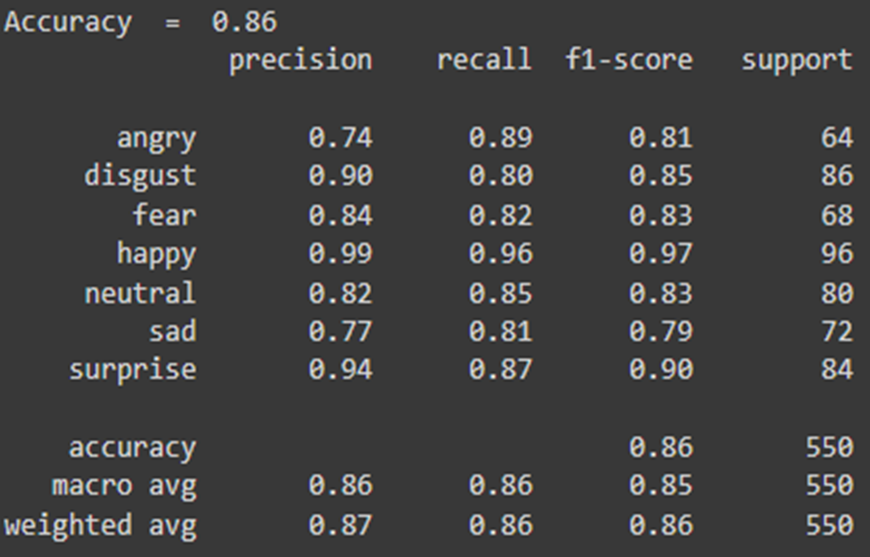 Accuracy = 0.86
precision recall f1-score support
angry 0.74 0.89 0.81 64
disgust 0.90 0.80 0.85 86
fear 0.84 0.82 0.83 68
happy 0.99 0.96 0.97 96
neutral 0.82 0.85 0.83 80
sad 0.77 0.81 0.79 72
surprise 0.94 0.87 0.90 84
accuracy 0.86 550
macro avg 0.86 0.86 0.85 550
weighted avg 0.87 0.86 0.86 550